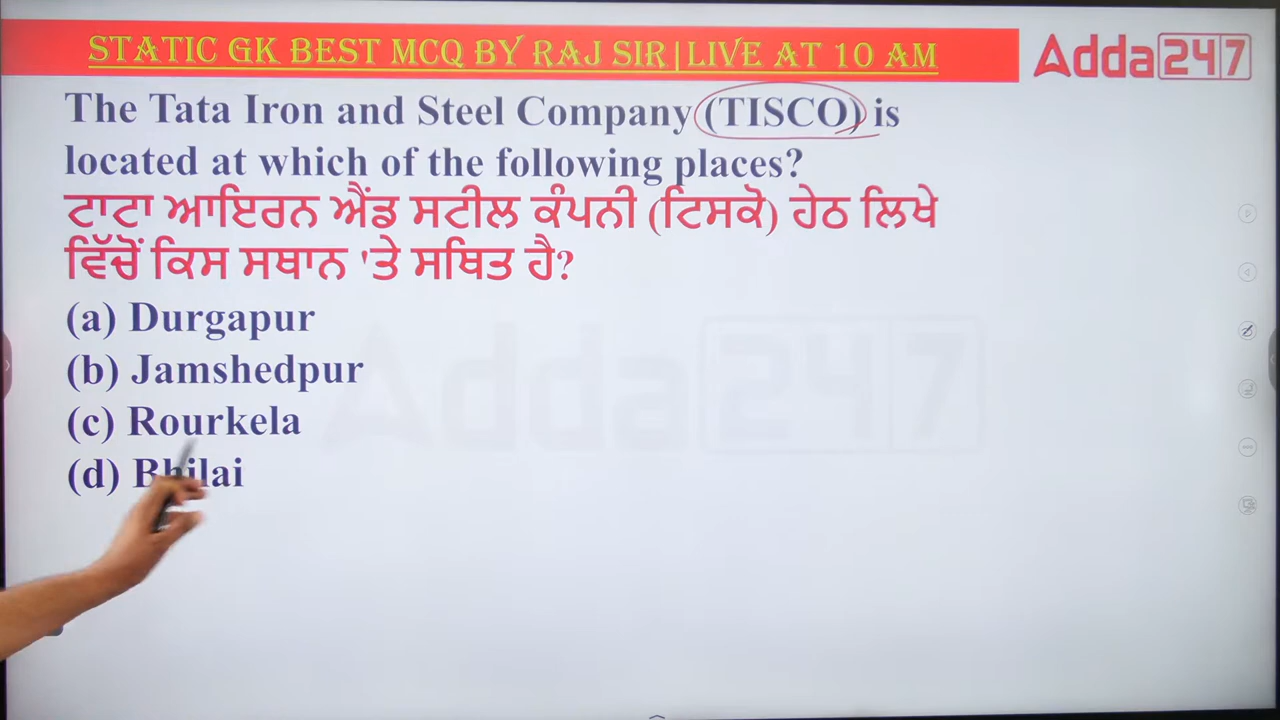 STATIC GK BEST MCQ BY RAJ SIR|LIVE AT 10 AM
Adda247
The Tata Iron and Steel Company (TISCO) is
located at which of the following places?
ਟਾਟਾ ਆਇਰਨ ਐਂਡ ਸਟੀਲ ਕੰਪਨੀ (ਟਿਸਕੋ) ਹੇਠ ਲਿਖੇ
ਵਿੱਚੋਂ ਕਿਸ ਸਥਾਨ 'ਤੇ ਸਥਿਤ ਹੈ?
(a) Durgapur
(b) Jamshedpur
(c) Rourkela
(d) Bhilai
Adda247